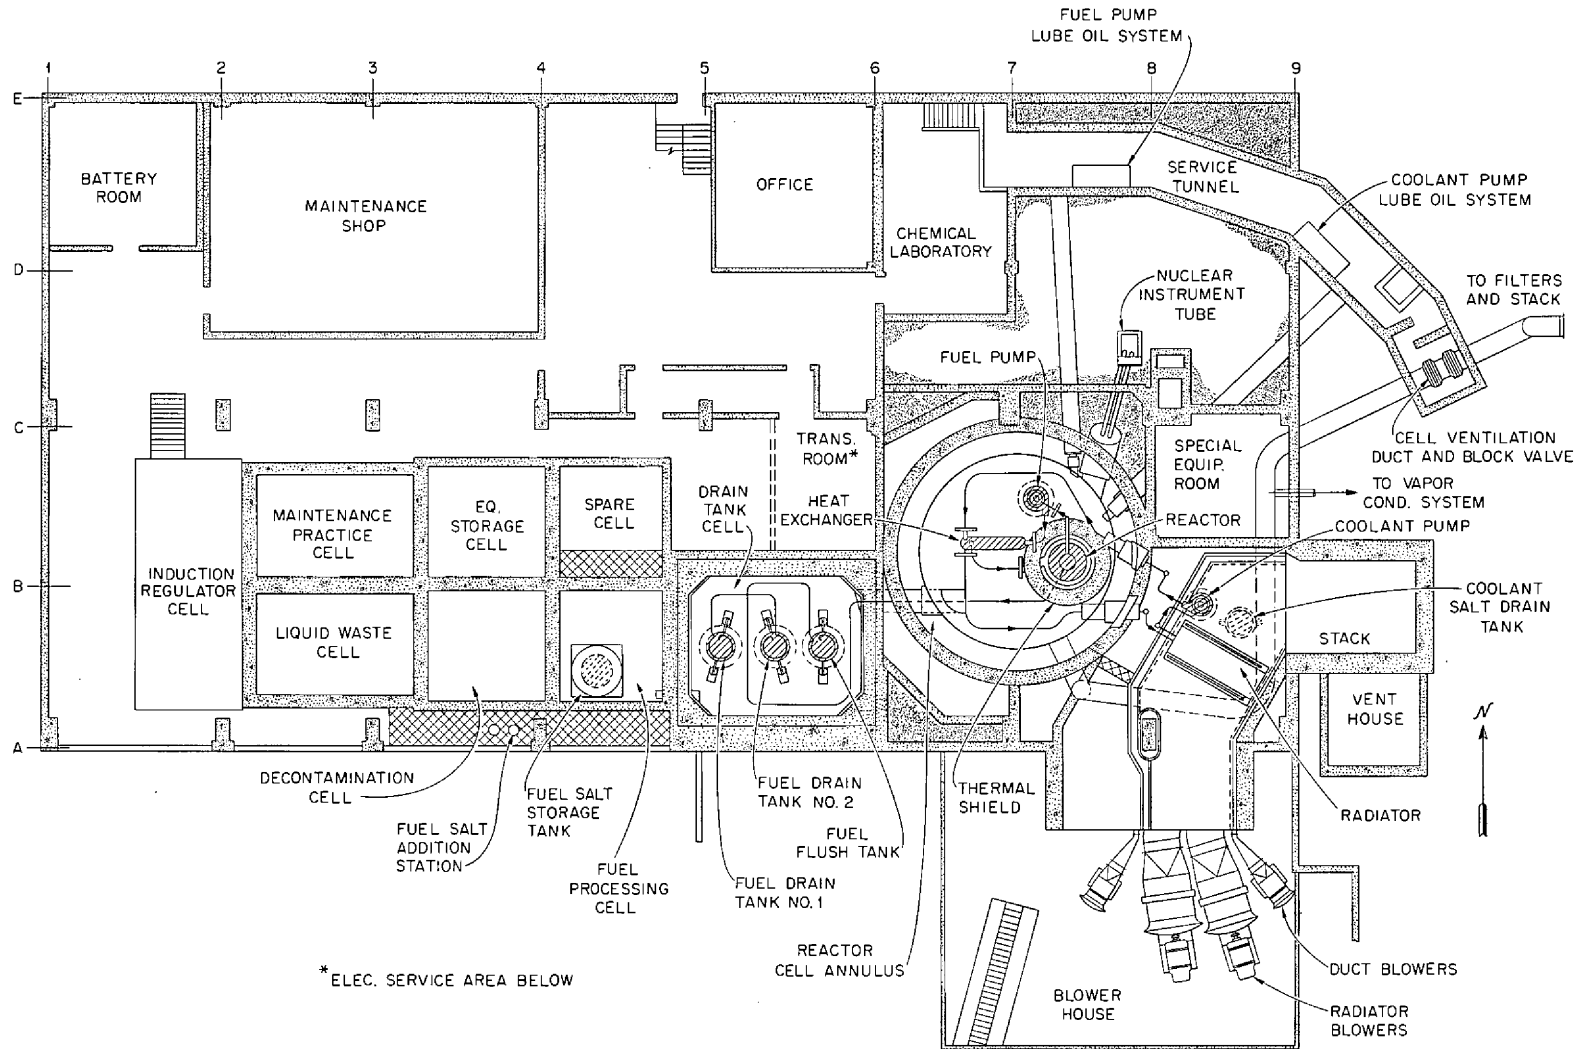 FUEL PUMP
LUBE OIL SYSTEM
1
2
3
4
5
6
7
8
9
E
D
C
B
A
BATTERY
ROOM
MAINTENANCE
SHOP
OFFICE
CHEMICAL
LABORATORY
SERVICE
TUNNEL
COOLANT PUMP
LUBE OIL SYSTEM
NUCLEAR
INSTRUMENT
TUBE
TO FILTERS
AND STACK
FUEL PUMP
CELL VENTILATION
DUCT AND BLOCK VALVE
TRANS.
ROOM*
SPECIAL
EQUIP.
ROOM
TO VAPOR
COND. SYSTEM
DRAIN
TANK
CELL
HEAT
EXCHANGER
REACTOR
COOLANT PUMP
MAINTENANCE
PRACTICE
CELL
EQ.
STORAGE
CELL
SPARE
CELL
INDUCTION
REGULATOR
CELL
LIQUID WASTE
CELL
COOLANT
SALT DRAIN
TANK
STACK
VENT
HOUSE
N
DECONTAMINATION
CELL
FUEL SALT
ADDITION
STATION
FUEL SALT
STORAGE
TANK
FUEL
PROCESSING
CELL
FUEL DRAIN
TANK NO. 2
FUEL
FLUSH TANK
FUEL DRAIN
TANK NO. 1
THERMAL
SHIELD
RADIATOR
REACTOR
CELL ANNULUS
DUCT BLOWERS
BLOWER
HOUSE
RADIATOR
BLOWERS
*ELEC. SERVICE AREA BELOW